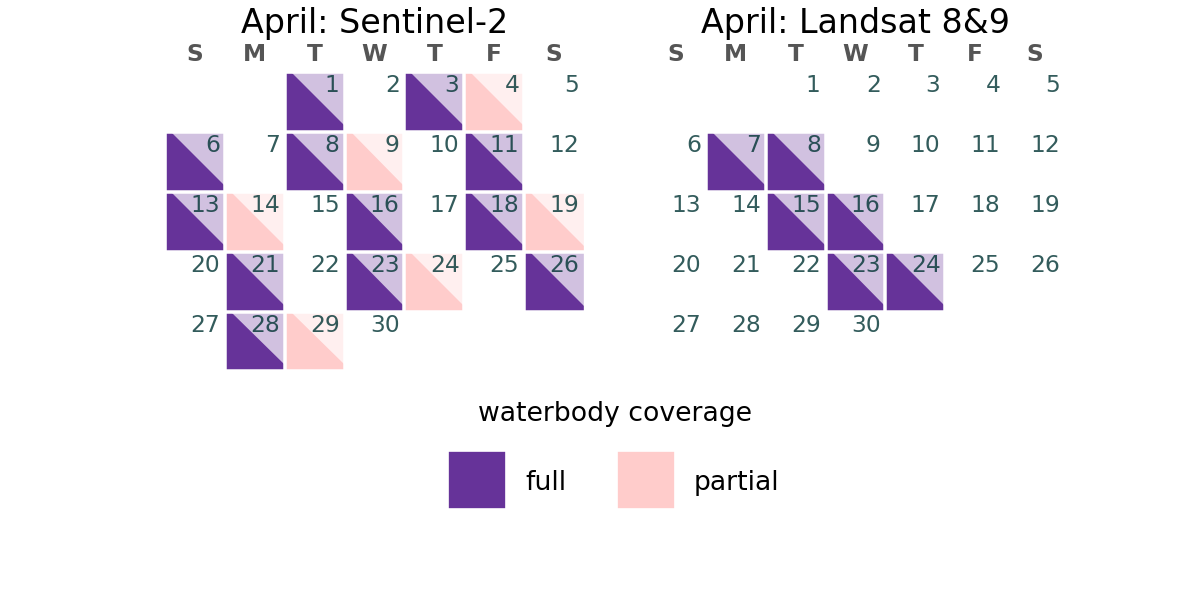 April: Sentinel-2
S M T W T F S
1 2 3 4 5
6 7 8 9 10 11 12
13 14 15 16 17 18 19
20 21 22 23 24 25 26
27 28 29 30
April: Landsat 8&9
S M T W T F S
1 2 3 4 5
6 7 8 9 10 11 12
13 14 15 16 17 18 19
20 21 22 23 24 25 26
27 28 29 30
waterbody coverage
full
partial